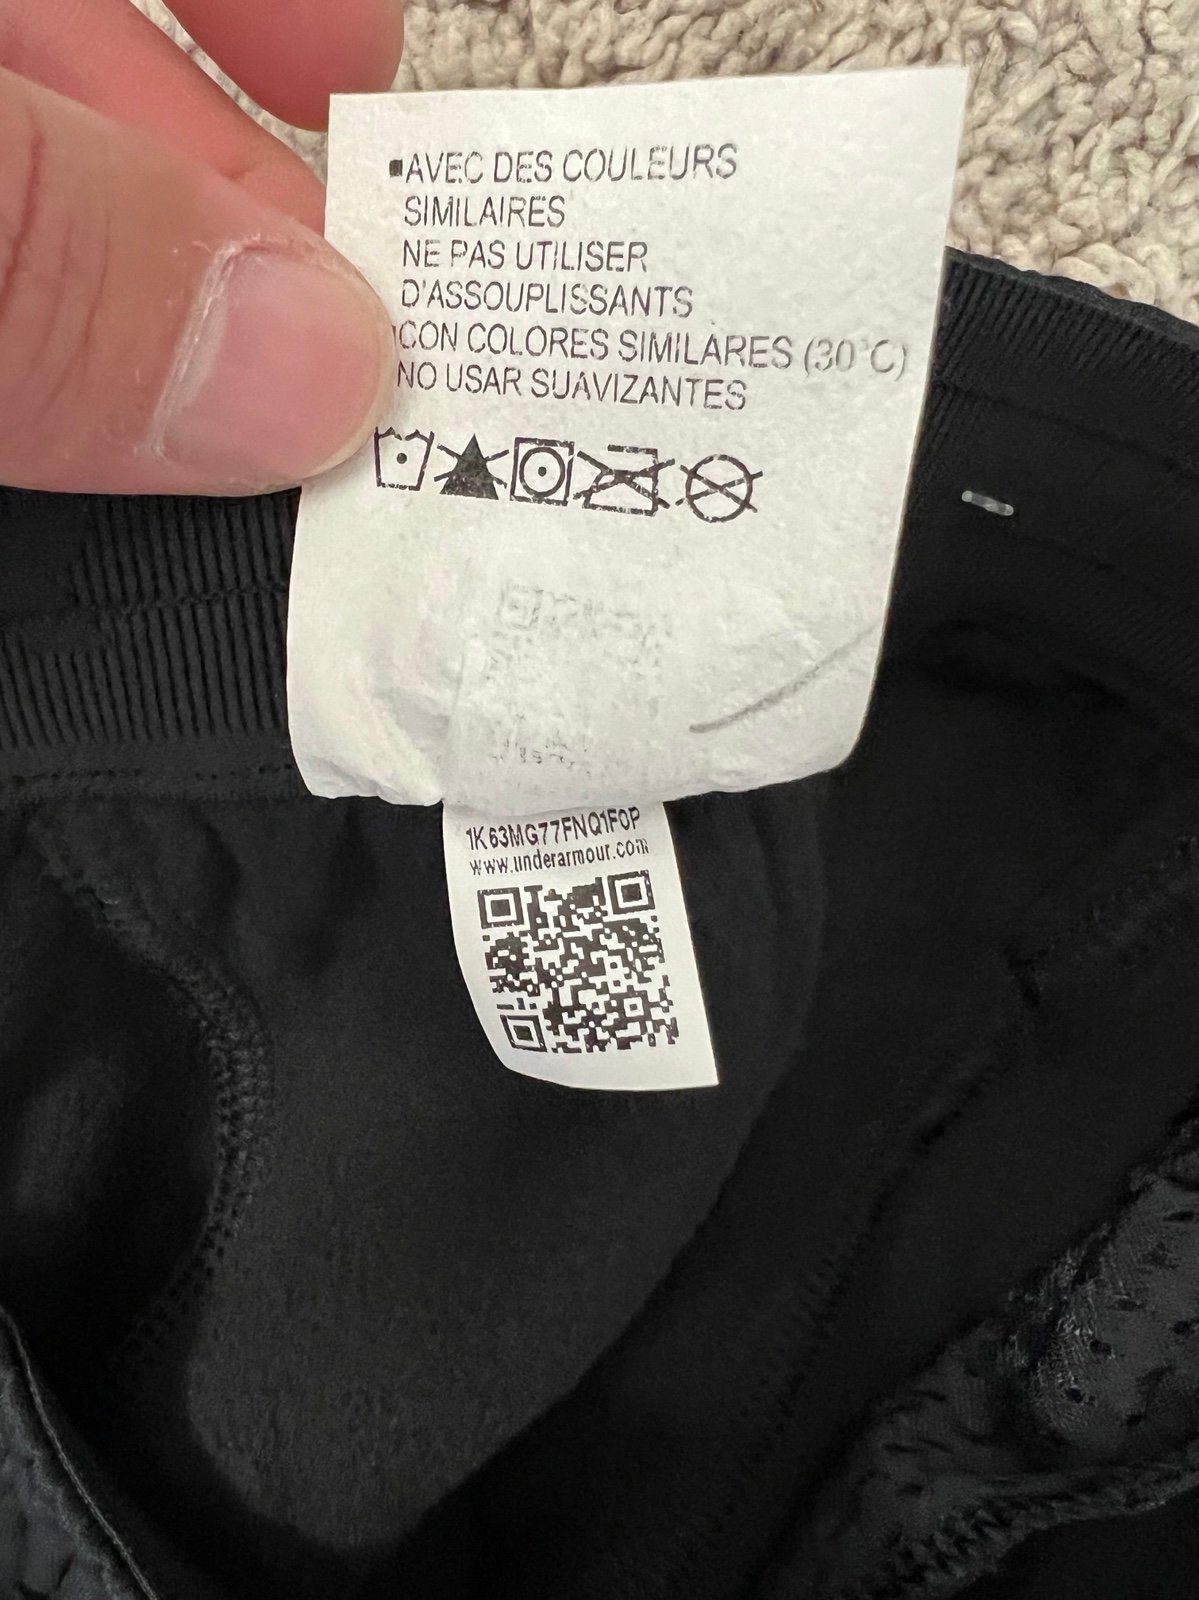 ▪AVEC DES COULEURS
SIMILAIRES
NE PAS UTILISER
D'ASSOUPLISSANTS
▪CON COLORES SIMILARES (30°C)
NO USAR SUAVIZANTES
1K63MG77FNQ1F0P
www.underarmour.com